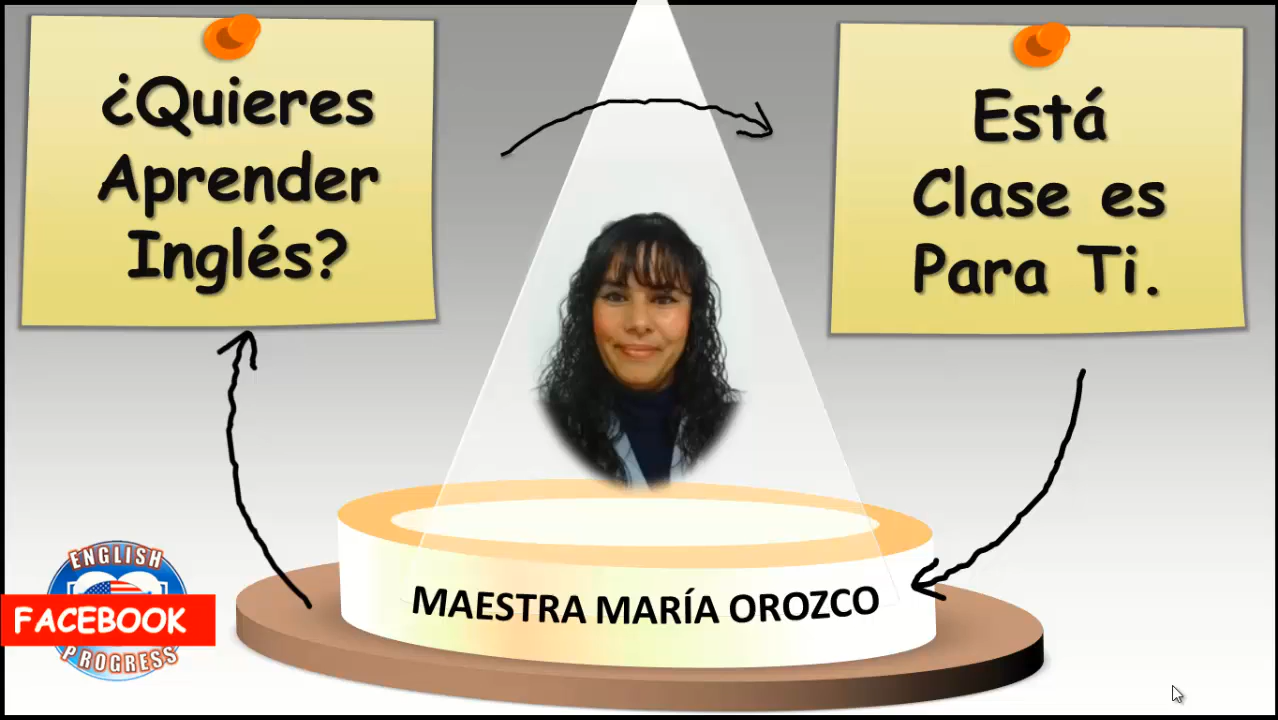 ¿Quieres
Aprender
Inglés?
Está
Clase es
Para Ti.
MAESTRA MARÍA OROZCO
ENGLISH
FACEBOOK
PROGRESS